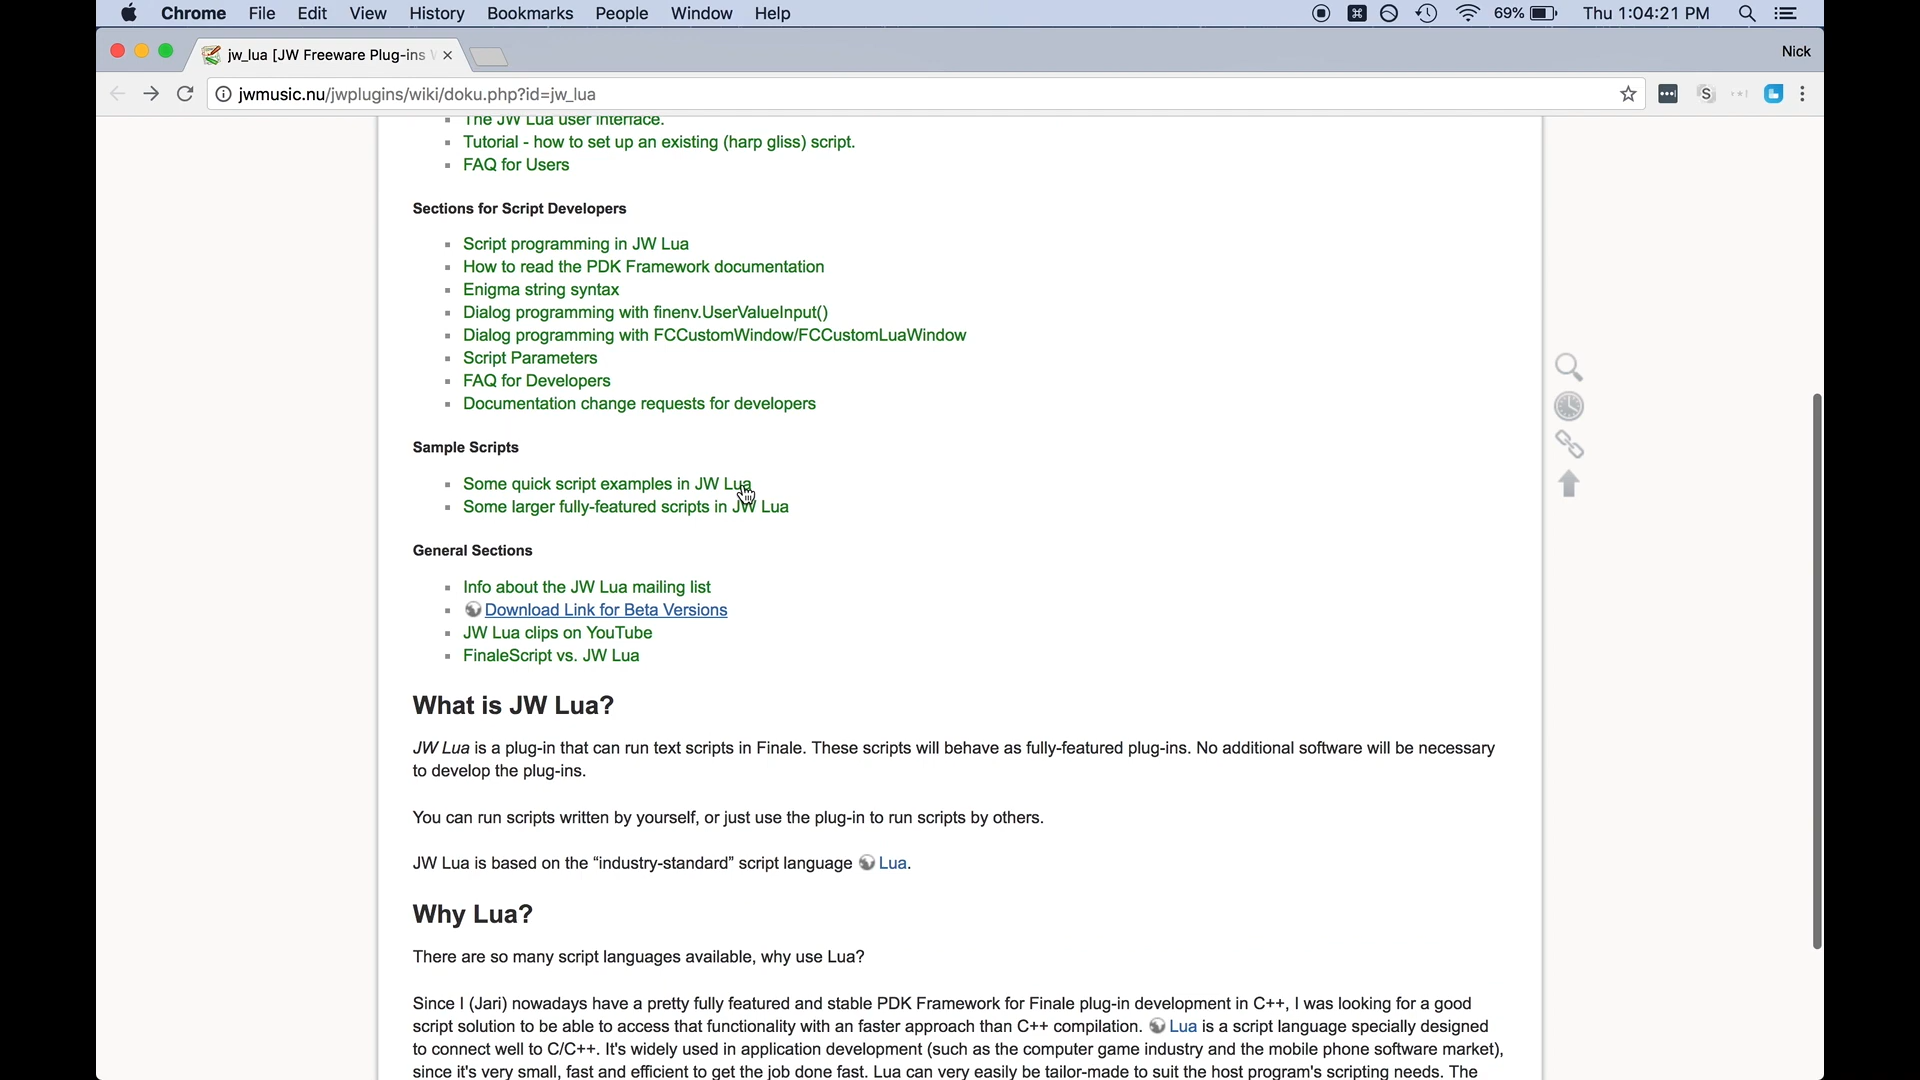 Chrome File Edit View History Bookmarks People Window Help 69% Thu 1:04:21 PM
jw_lua [JW Freeware Plug-ins Nick
jwmusic.nu/jwplugins/wiki/doku.php?id=jw_lua
The JW Lua user interface.
Tutorial - how to set up an existing (harp gliss) script.
FAQ for Users
Sections for Script Developers
Script programming in JW Lua
How to read the PDK Framework documentation
Enigma string syntax
Dialog programming with finenv.UserValueInput()
Dialog programming with FCCustomWindow/FCCustomLuaWindow
Script Parameters
FAQ for Developers
Documentation change requests for developers
Sample Scripts
Some quick script examples in JW Lua
Some larger fully-featured scripts in JW Lua
General Sections
Info about the JW Lua mailing list
Download Link for Beta Versions
JW Lua clips on YouTube
FinaleScript vs. JW Lua
What is JW Lua?
JW Lua is a plug-in that can run text scripts in Finale. These scripts will behave as fully-featured plug-ins. No additional software will be necessary
to develop the plug-ins.
You can run scripts written by yourself, or just use the plug-in to run scripts by others.
JW Lua is based on the “industry-standard” script language Lua.
Why Lua?
There are so many script languages available, why use Lua?
Since I (Jari) nowadays have a pretty fully featured and stable PDK Framework for Finale plug-in development in C++, I was looking for a good
script solution to be able to access that functionality with an faster approach than C++ compilation. Lua is a script language specially designed
to connect well to C/C++. It's widely used in application development (such as the computer game industry and the mobile phone software market),
since it's very small, fast and efficient to get the job done fast. Lua can very easily be tailor-made to suit the host program's scripting needs. The